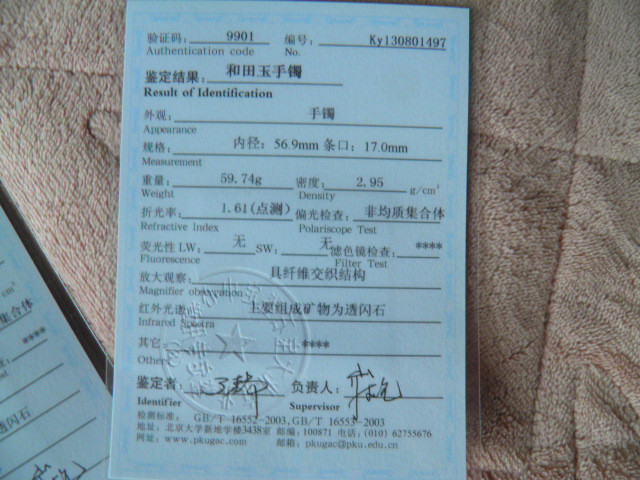 验证码： 9901 编号： Ky130801497
Authentication code No.
鉴定结果： 和田玉手镯
Result of Identification
外观： 手镯
Appearance
规格： 内径：56.9mm 条口：17.0mm
Measurement
重量： 59.74g 密度： 2.95 g/cm³
Weight Density
折光率： 1.61(点测) 偏光检查： 非均质集合体
Refractive Index Polariscope Test
荧光性 LW： 无 SW： 无 滤色镜检查： ****
Fluorescence Filter Test
放大观察： 具纤维交织结构
Magnifier observation
红外光谱： 主要组成矿物为透闪石
Infrared Spectra
其它： ****
Others
鉴定者： 负责人：
Identifier Supervisor
检测标准： GB/T 16552-2003,GB/T 16553-2003
地址：北京大学新地学楼3438室 邮编：100871 电话：(010) 62755676
网址：www.pkugac.com 邮箱：pkugac@pku.edu.cn
cm³
集合体
****
闪石